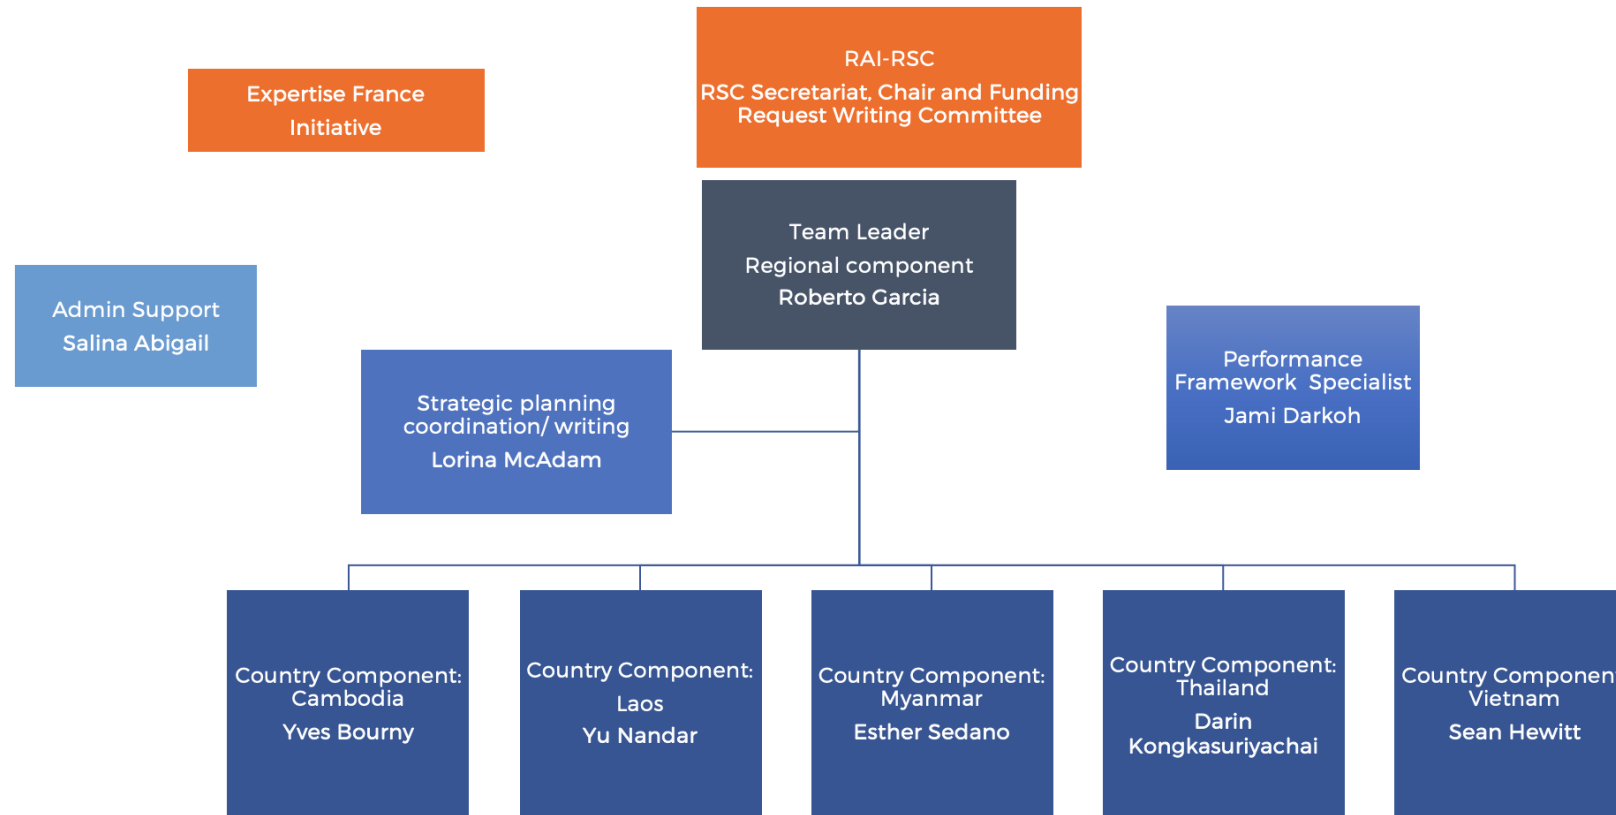 RAI-RSC
RSC Secretariat, Chair and Funding
Request Writing Committee
Expertise France
Initiative
Team Leader
Regional component
Roberto Garcia
Admin Support
Salina Abigail
Performance
Framework Specialist
Jami Darkoh
Strategic planning
coordination/ writing
Lorina McAdam
Country Component:
Cambodia
Yves Bourny
Country Component:
Laos
Yu Nandar
Country Component:
Myanmar
Esther Sedano
Country Component:
Thailand
Darin
Kongkasuriyachai
Country Component
Vietnam
Sean Hewitt